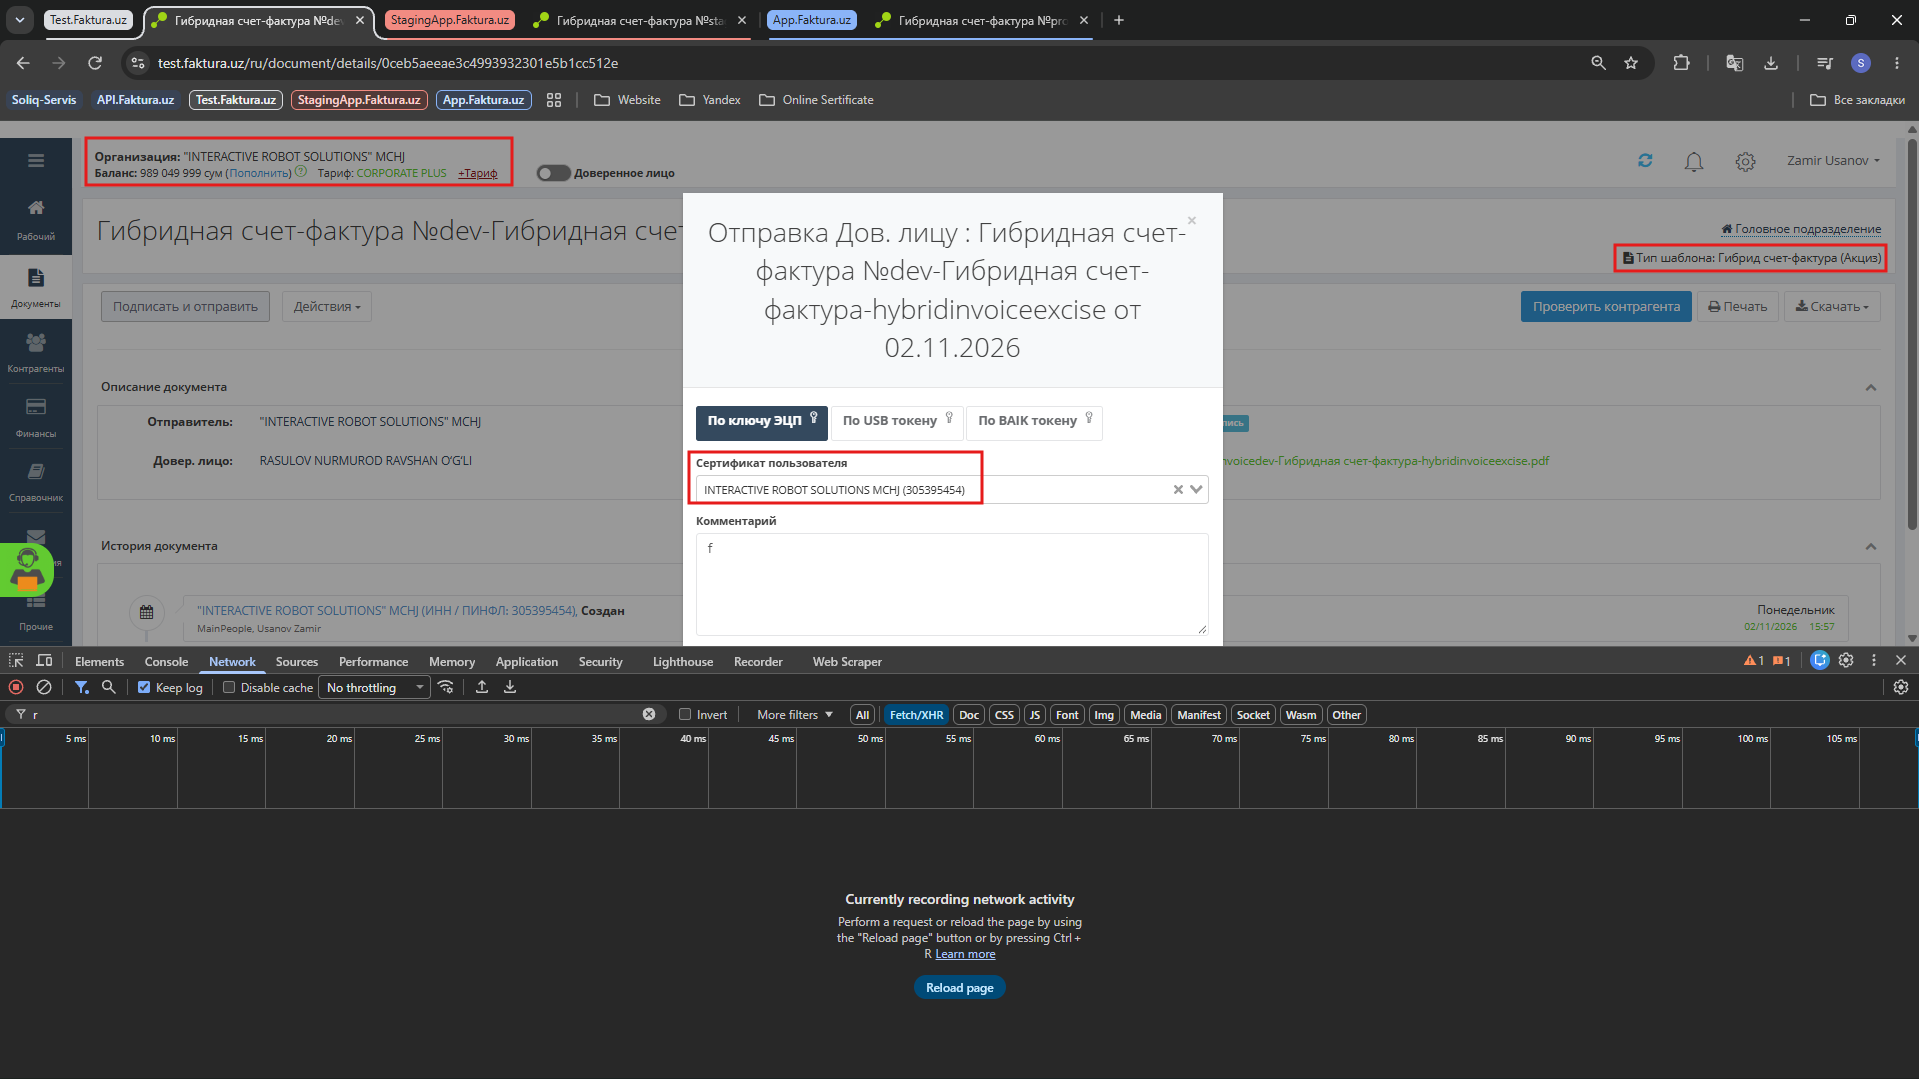 Test.Faktura.uz
Гибридная счет-фактура №de
StagingApp.Faktura.uz
Гибридная счет-фактура №sta
App.Faktura.uz
Гибридная счет-фактура №pro
test.faktura.uz/ru/document/details/0ceb5aeeae3c4993932301e5b1cc512e
S
Soliq-Servis
API.Faktura.uz
Test.Faktura.uz
StagingApp.Faktura.uz
App.Faktura.uz
Website
Yandex
Online Sertificate
Все закладки
Организация: "INTERACTIVE ROBOT SOLUTIONS" MCHJ
Баланс: 989 049 999 сум (Пополнить) ? Тариф: CORPORATE PLUS +Тариф
Доверенное лицо
Zamir Usanov
Рабочий
Документы
Контрагенты
Финансы
Справочник
ия
Прочие
Гибридная счет-фактура №dev-Гибридная счет
Головное подразделение
Тип шаблона: Гибрид счет-фактура (Акциз)
Подписать и отправить
Действия
Проверить контрагента
Печать
Скачать
Описание документа
Отправитель: "INTERACTIVE ROBOT SOLUTIONS" MCHJ
Довер. лицо: RASULOV NURMUROD RAVSHAN O‘G‘LI
пись
nvoicedev-Гибридная счет-фактура-hybridinvoiceexcise.pdf
История документа
"INTERACTIVE ROBOT SOLUTIONS" MCHJ (ИНН / ПИНФЛ: 305395454), Создан
MainPeople, Usanov Zamir
Понедельник
02/11/2026 15:57
Отправка Дов. лицу : Гибридная счет-
фактура №dev-Гибридная счет-
фактура-hybridinvoiceexcise от
02.11.2026
×
По ключу ЭЦП
По USB токену
По BAIK токену
Сертификат пользователя
INTERACTIVE ROBOT SOLUTIONS MCHJ (305395454)
Комментарий
f
Elements
Console
Network
Sources
Performance
Memory
Application
Security
Lighthouse
Recorder
Web Scraper
1
1
Keep log
Disable cache
No throttling
r
Invert
More filters
All
Fetch/XHR
Doc
CSS
JS
Font
Img
Media
Manifest
Socket
Wasm
Other
5 ms
10 ms
15 ms
20 ms
25 ms
30 ms
35 ms
40 ms
45 ms
50 ms
55 ms
60 ms
65 ms
70 ms
75 ms
80 ms
85 ms
90 ms
95 ms
100 ms
105 ms
Currently recording network activity
Perform a request or reload the page by using
the "Reload page" button or by pressing Ctrl +
R Learn more
Reload page